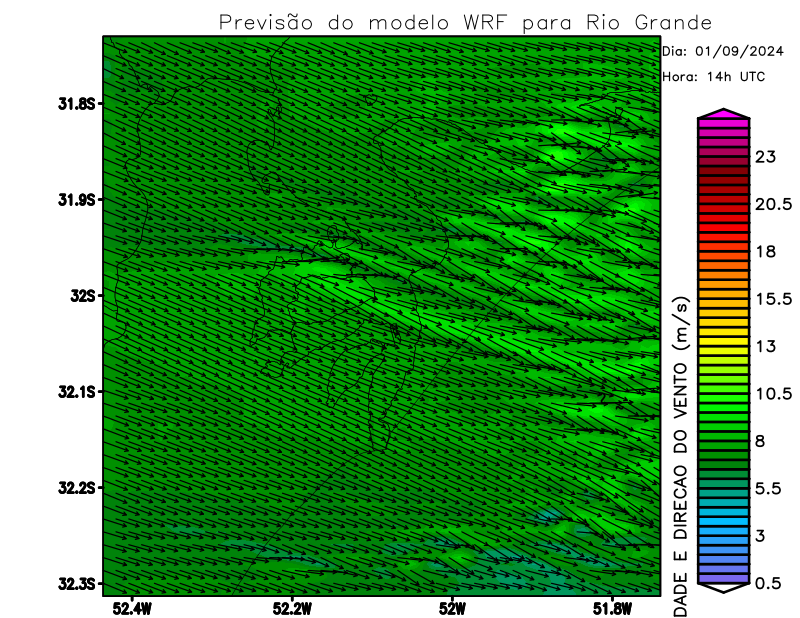 Previsão do modelo WRF para Rio Grande
Dia: 01/09/2024
Hora: 14h UTC
31.8S
31.9S
32S
32.1S
32.2S
32.3S
52.4W
52.2W
52W
51.8W
23
20.5
18
15.5
13
10.5
8
5.5
3
0.5
DADE E DIRECAO DO VENTO (m/s)